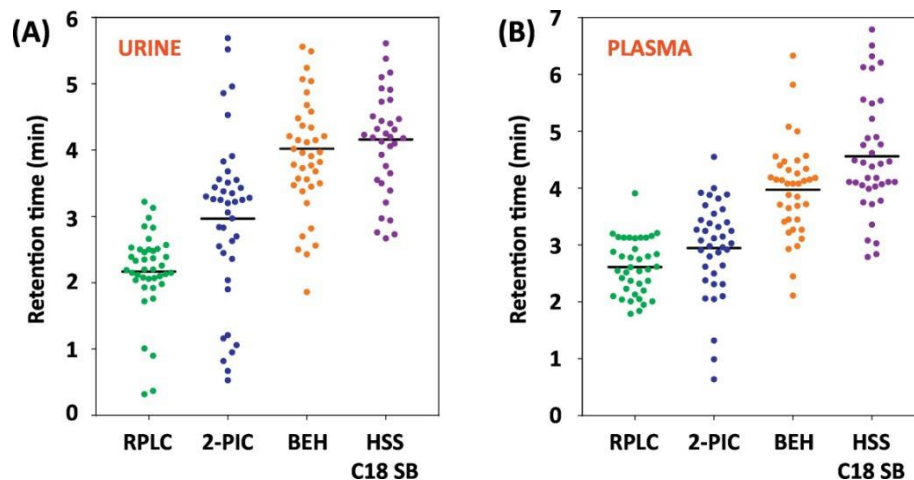 (A)
URINE
Retention time (min)
6
5
4
3
2
1
0
RPLC
2-PIC
BEH
HSS
C18 SB
(B)
PLASMA
Retention time (min)
7
6
5
4
3
2
1
0
RPLC
2-PIC
BEH
HSS
C18 SB